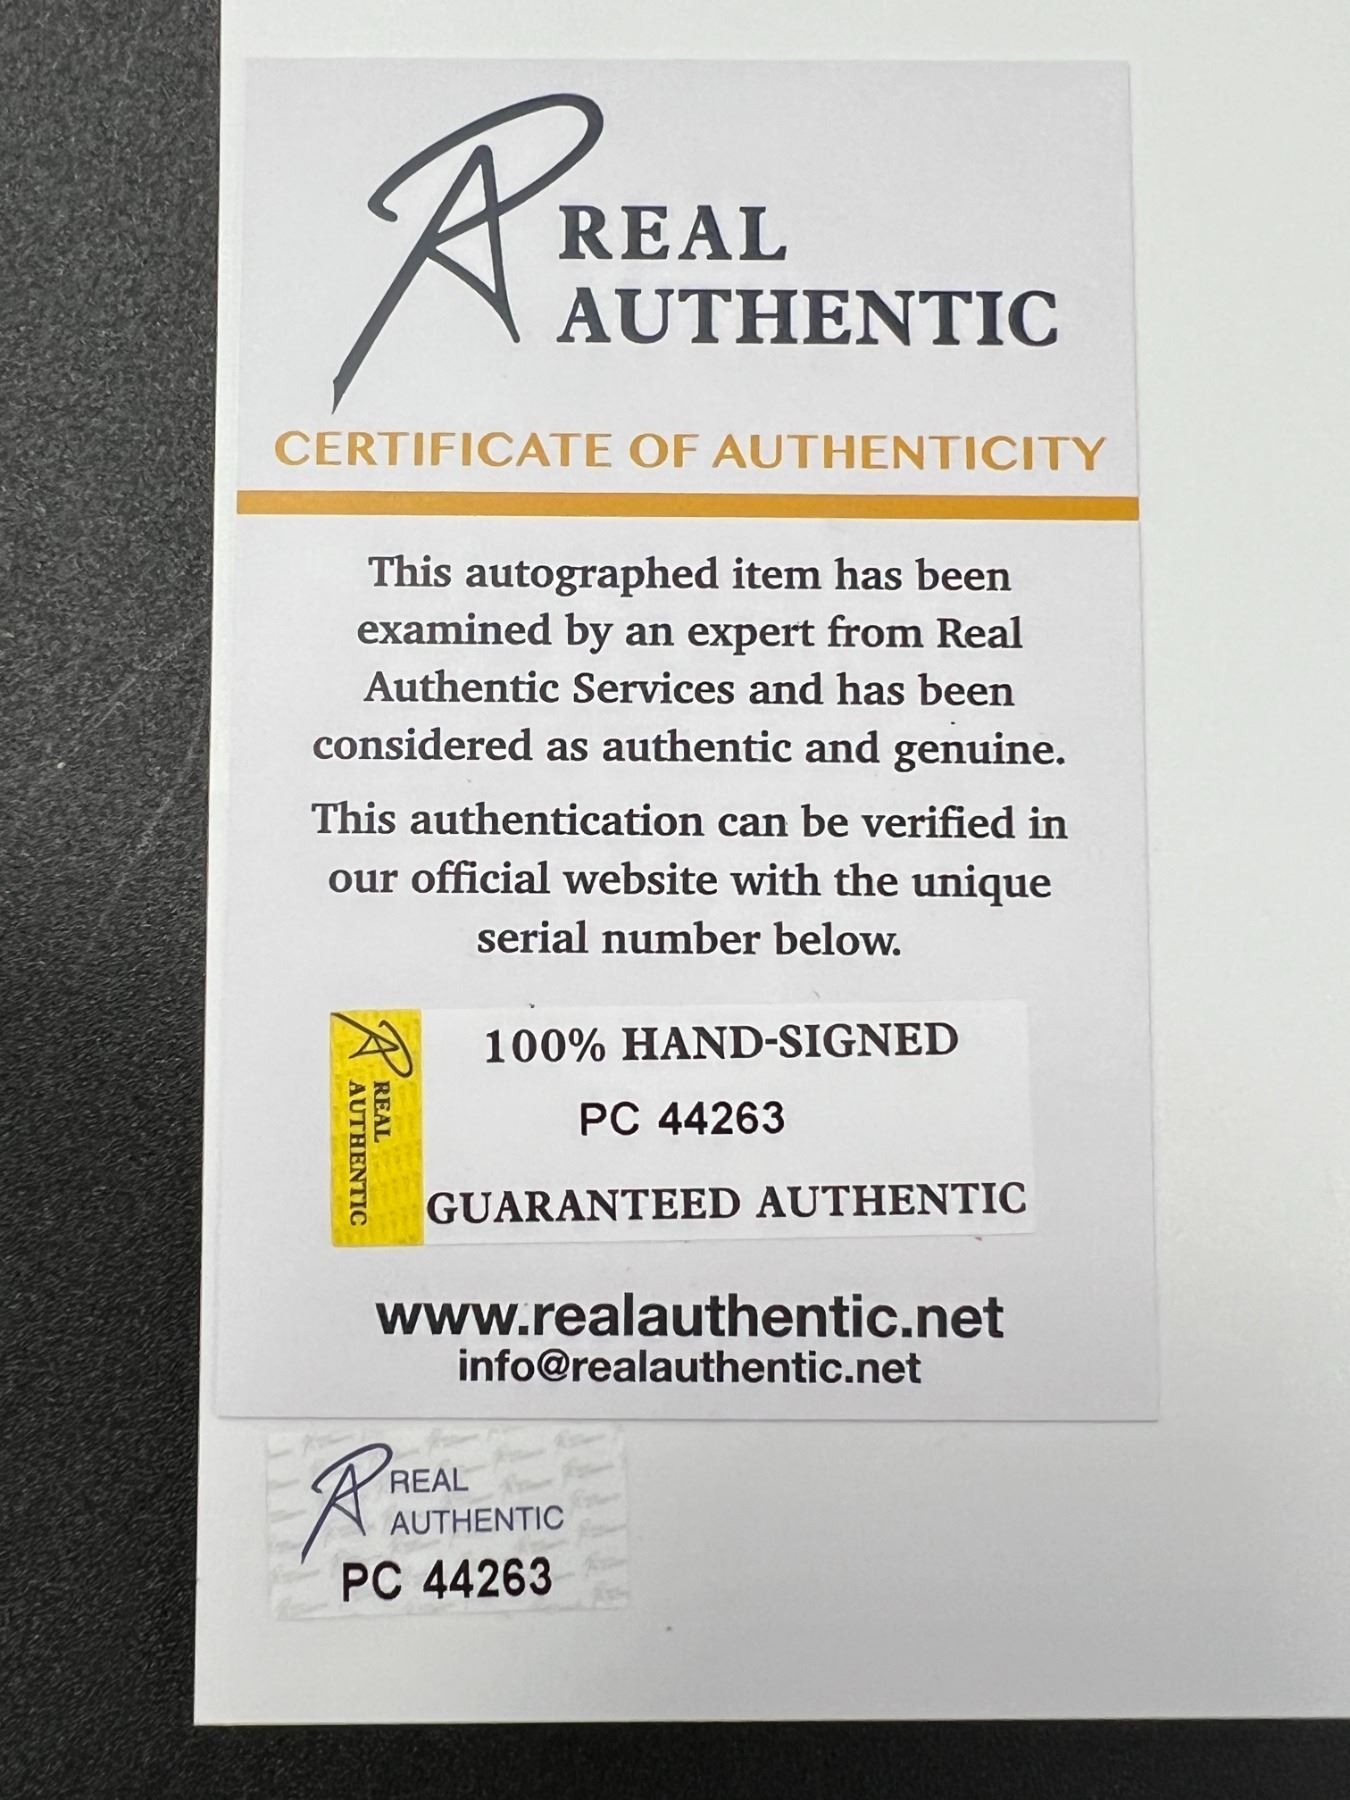 REAL
AUTHENTIC
CERTIFICATE OF AUTHENTICITY
This autographed item has been
examined by an expert from Real
Authentic Services and has been
considered as authentic and genuine.
This authentication can be verified in
our official website with the unique
serial number below.
REAL
AUTHENTIC
100% HAND-SIGNED
PC 44263
GUARANTEED AUTHENTIC
www.realauthentic.net
info@realauthentic.net
REAL
AUTHENTIC
PC 44263